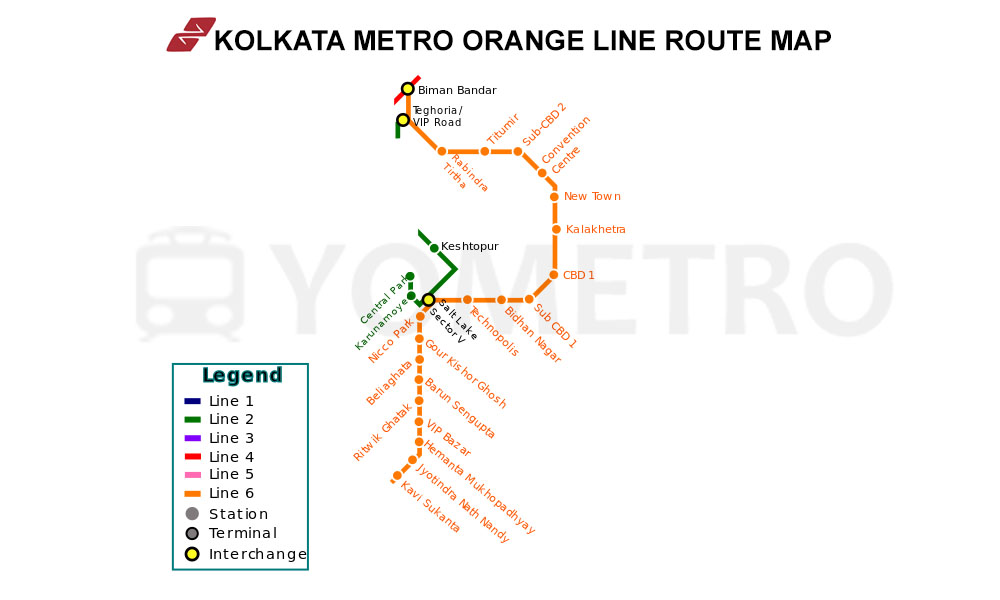 KOLKATA METRO ORANGE LINE ROUTE MAP
Biman Bandar
Teghoria/
VIP Road
Rabindra
Tirtha
Titumir
Sub-CBD 2
Convention
Centre
New Town
Kalakhetra
CBD 1
Sub CBD 1
Bidhan Nagar
Technopolis
Keshtopur
Central Park
Karunamoyee
Salt Lake
Sector V
Nicco Park
Gour Kishor Ghosh
Beliaghata
Barun Sengupta
Ritwik Ghatak
VIP Bazar
Hemanta Mukhopadhyay
Jyotindra Nath Nandy
Kavi Sukanta
YOMETRO
Legend
Line 1
Line 2
Line 3
Line 4
Line 5
Line 6
Station
Terminal
Interchange